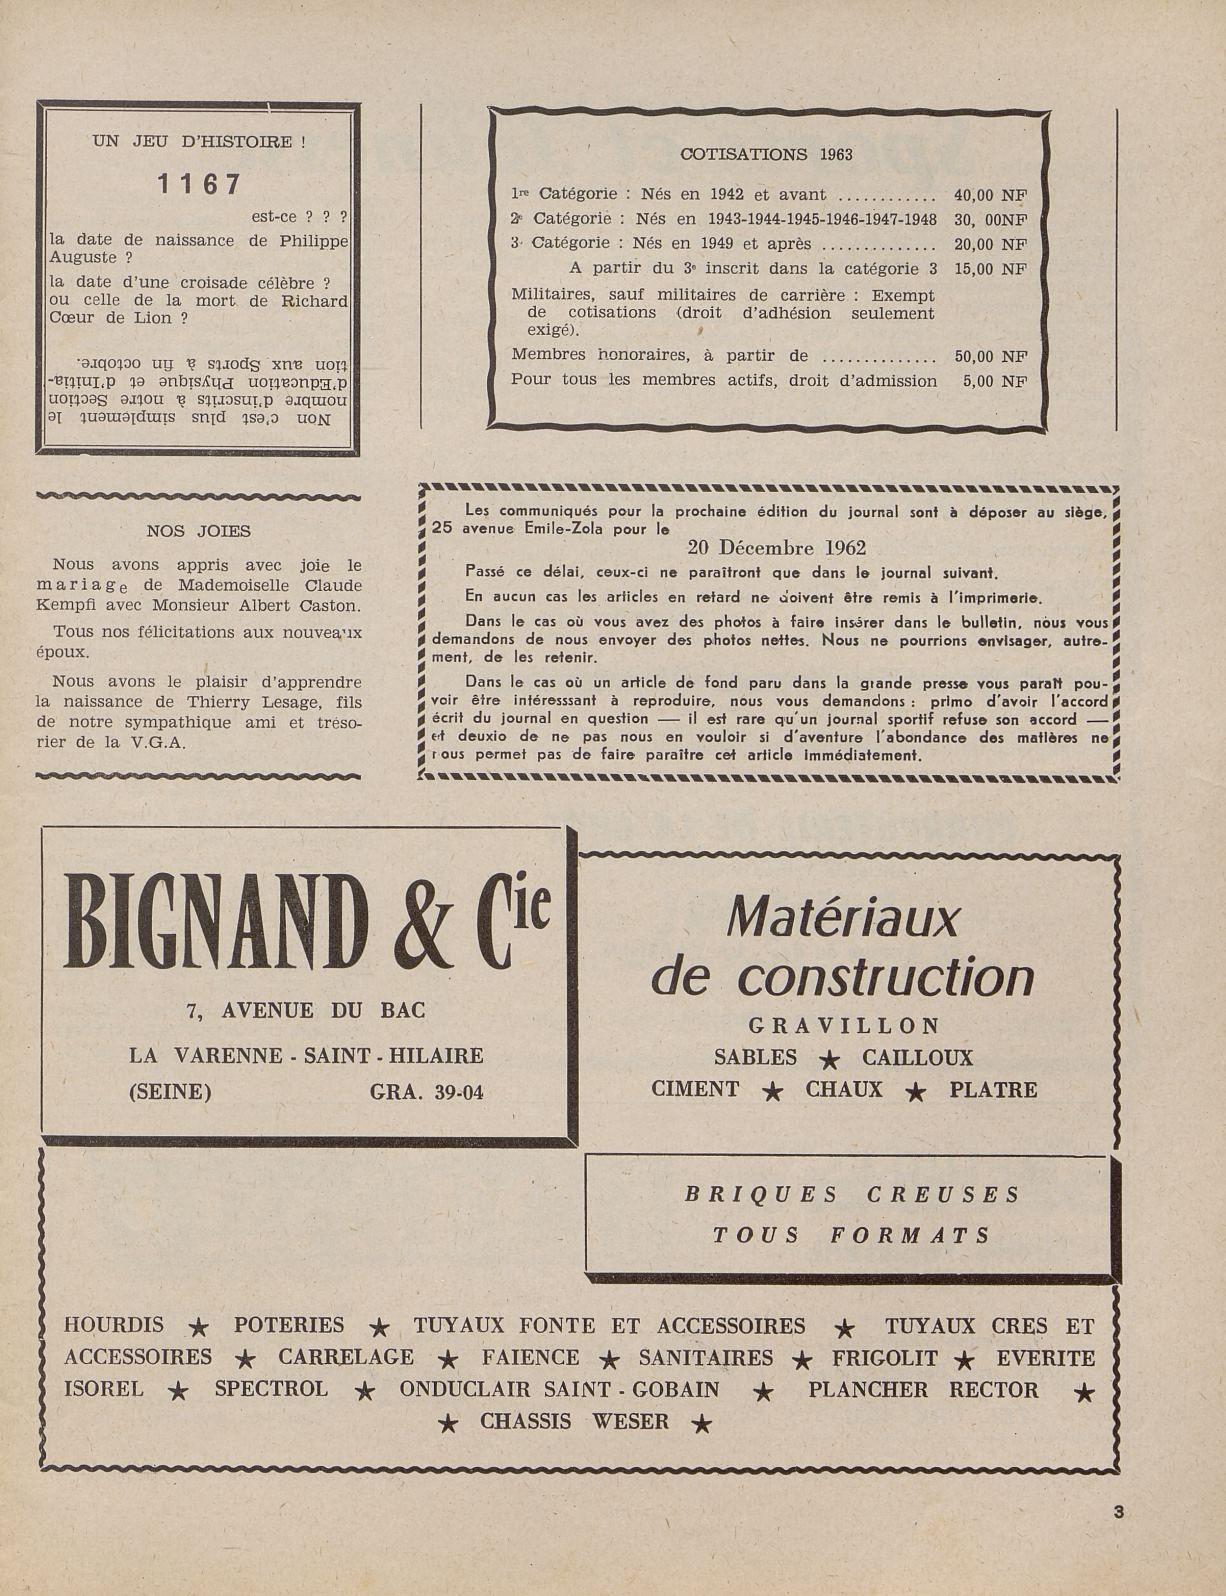 UN JEU D'HISTOIRE !
1167
est-ce ? ? ?
la date de naissance de Philippe
Auguste ?
la date d'une croisade célèbre ?
ou celle de la mort de Richard
Cœur de Lion ?
Non c'est plus simplement le
nombre d'inscrits à notre Section
d'Education Physique et d'Initia-
tion aux Sports à fin octobre.
COTISATIONS 1963
1re Catégorie : Nés en 1942 et avant ............ 40,00 NF
2e Catégorie : Nés en 1943-1944-1945-1946-1947-1948 30, 00NF
3e Catégorie : Nés en 1949 et après .............. 20,00 NF
A partir du 3e inscrit dans la catégorie 3 15,00 NF
Militaires, sauf militaires de carrière : Exempt
de cotisations (droit d'adhésion seulement
exigé).
Membres honoraires, à partir de .............. 50,00 NF
Pour tous les membres actifs, droit d'admission 5,00 NF
NOS JOIES
Nous avons appris avec joie le
mariage de Mademoiselle Claude
Kempfi avec Monsieur Albert Caston.
Tous nos félicitations aux nouveaux
époux.
Nous avons le plaisir d'apprendre
la naissance de Thierry Lesage, fils
de notre sympathique ami et tréso-
rier de la V.G.A.
Les communiqués pour la prochaine édition du journal sont à déposer au siège,
25 avenue Emile-Zola pour le
20 Décembre 1962
Passé ce délai, ceux-ci ne paraîtront que dans le journal suivant.
En aucun cas les articles en retard ne doivent être remis à l'imprimerie.
Dans le cas où vous avez des photos à faire insérer dans le bulletin, nous vous
demandons de nous envoyer des photos nettes. Nous ne pourrions envisager, autre-
ment, de les retenir.
Dans le cas où un article de fond paru dans la grande presse vous paraît pou-
voir être intéresssant à reproduire, nous vous demandons : primo d'avoir l'accord
écrit du journal en question — il est rare qu'un journal sportif refuse son accord —
et deuxio de ne pas nous en vouloir si d'aventure l'abondance des matières ne
nous permet pas de faire paraître cet article immédiatement.
BIGNAND & Cie
7, AVENUE DU BAC
LA VARENNE - SAINT - HILAIRE
(SEINE) GRA. 39-04
Matériaux
de construction
GRAVILLON
SABLES ★ CAILLOUX
CIMENT ★ CHAUX ★ PLATRE
BRIQUES CREUSES
TOUS FORMATS
HOURDIS ★ POTERIES ★ TUYAUX FONTE ET ACCESSOIRES ★ TUYAUX CRES ET
ACCESSOIRES ★ CARRELAGE ★ FAIENCE ★ SANITAIRES ★ FRIGOLIT ★ EVERITE
ISOREL ★ SPECTROL ★ ONDUCLAIR SAINT - GOBAIN ★ PLANCHER RECTOR ★
★ CHASSIS WESER ★
3